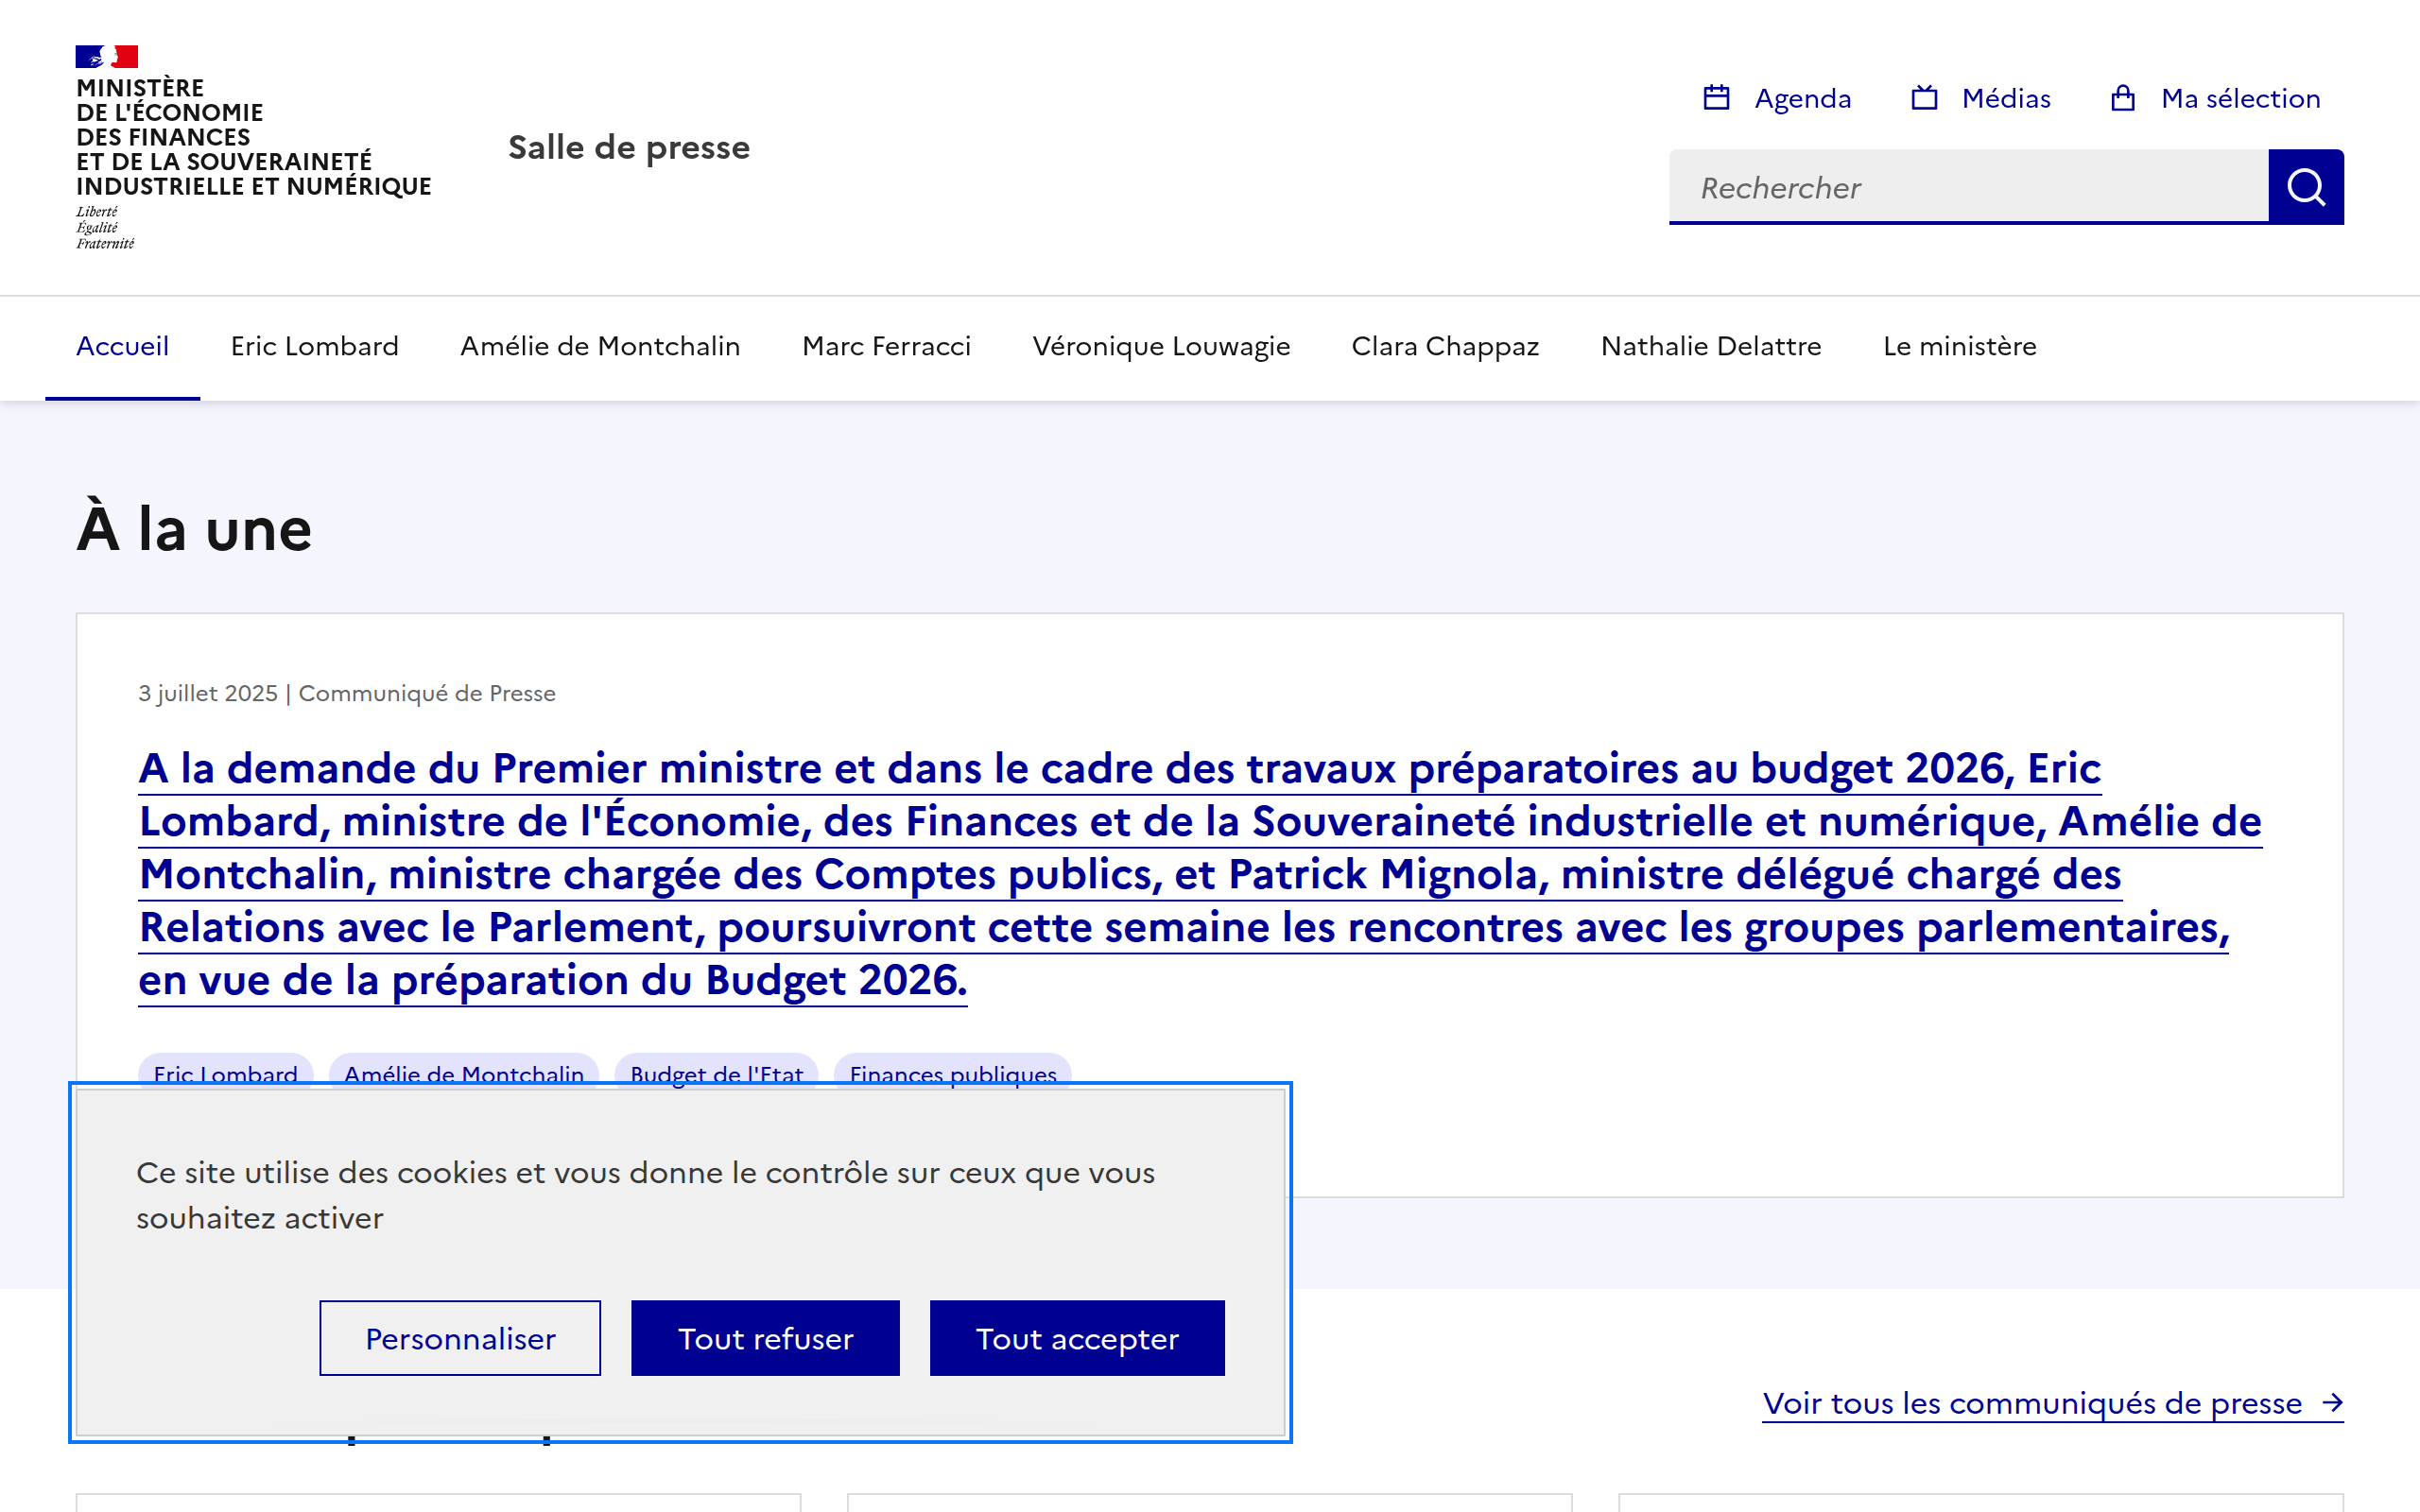 MINISTÈRE
DE L'ÉCONOMIE
DES FINANCES
ET DE LA SOUVERAINETÉ
INDUSTRIELLE ET NUMÉRIQUE
Liberté
Égalité
Fraternité
Salle de presse
Agenda
Médias
Ma sélection
Rechercher
Accueil
Eric Lombard
Amélie de Montchalin
Marc Ferracci
Véronique Louwagie
Clara Chappaz
Nathalie Delattre
Le ministère
À la une
3 juillet 2025 | Communiqué de Presse
A la demande du Premier ministre et dans le cadre des travaux préparatoires au budget 2026, Eric
Lombard, ministre de l'Économie, des Finances et de la Souveraineté industrielle et numérique, Amélie de
Montchalin, ministre chargée des Comptes publics, et Patrick Mignola, ministre délégué chargé des
Relations avec le Parlement, poursuivront cette semaine les rencontres avec les groupes parlementaires,
en vue de la préparation du Budget 2026.
Eric Lombard
Amélie de Montchalin
Budget de l'Etat
Finances publiques
Ce site utilise des cookies et vous donne le contrôle sur ceux que vous
souhaitez activer
Personnaliser
Tout refuser
Tout accepter
Voir tous les communiqués de presse